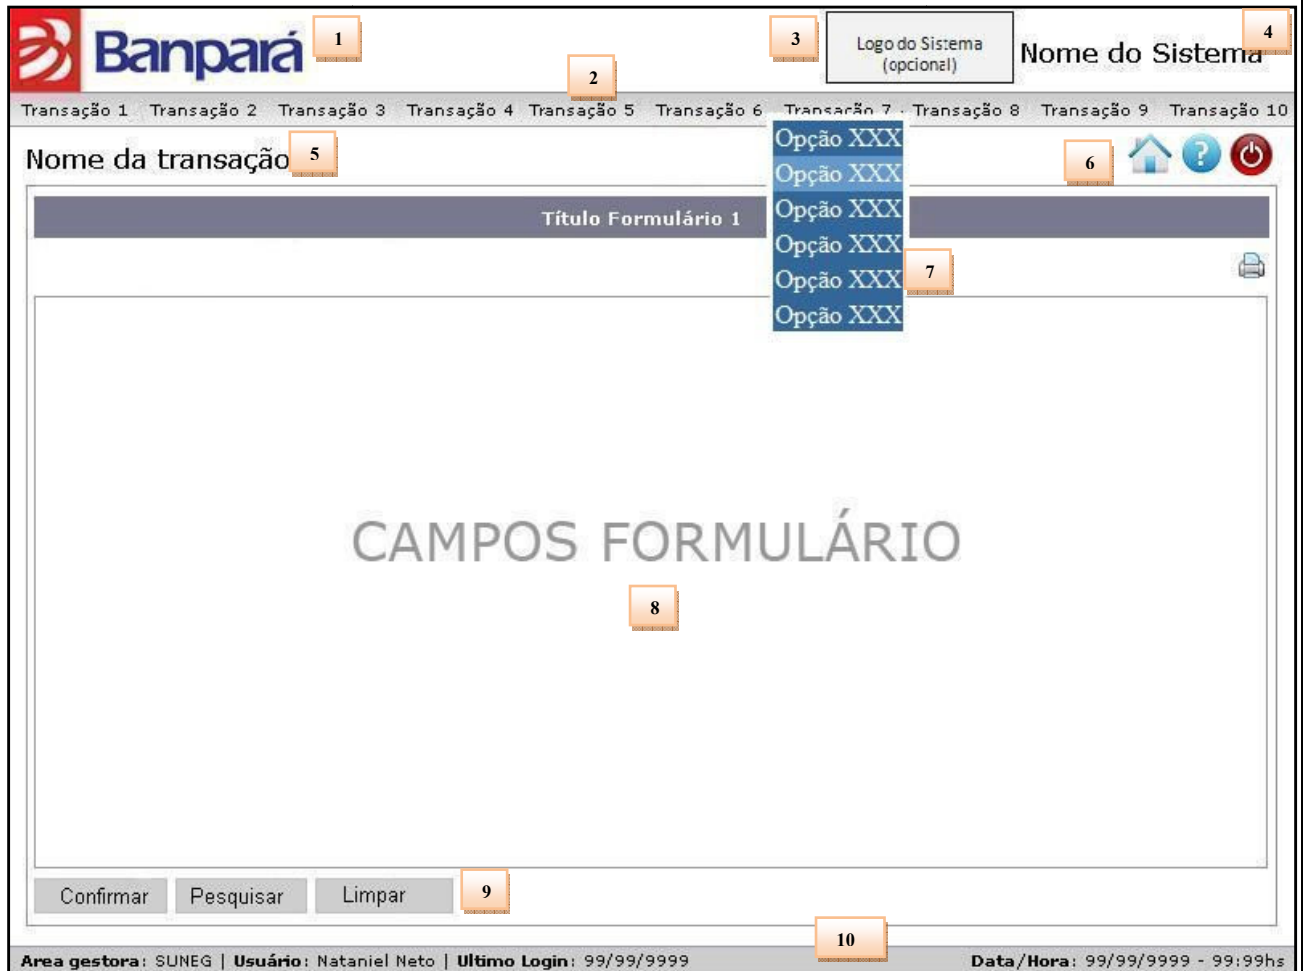 Banpará 1 3 Logo do Sistema (opcional) Nome do Sistema 4
2
Transação 1 Transação 2 Transação 3 Transação 4 Transação 5 Transação 6 Transação 7 Transação 8 Transação 9 Transação 10
Nome da transação 5
6
?
Opção XXX
Opção XXX
Opção XXX
Opção XXX
Opção XXX
Opção XXX
7
Título Formulário 1
CAMPOS FORMULÁRIO
8
Confirmar Pesquisar Limpar 9
10
Area gestora: SUNEG | Usuário: Nataniel Neto | Ultimo Login: 99/99/9999 Data/Hora: 99/99/9999 - 99:99hs